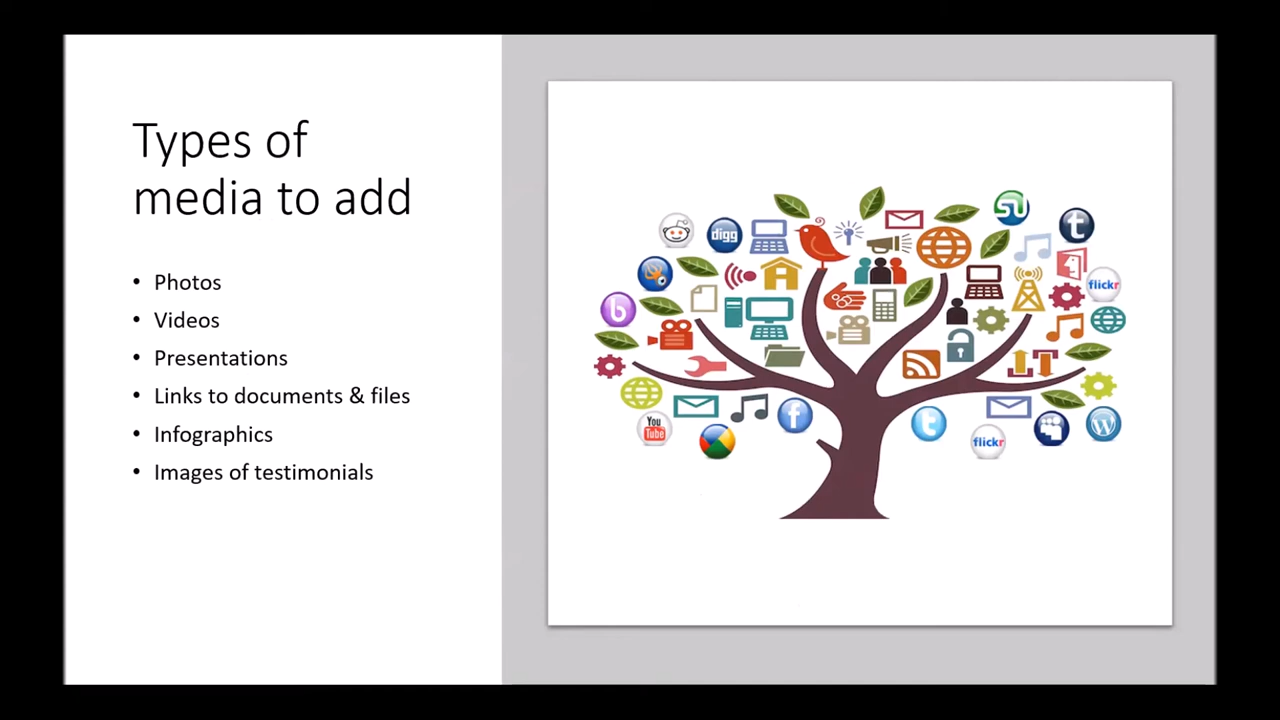 Types of
media to add
• Photos
• Videos
• Presentations
• Links to documents & files
• Infographics
• Images of testimonials
digg
flickr
You
Tube
flickr